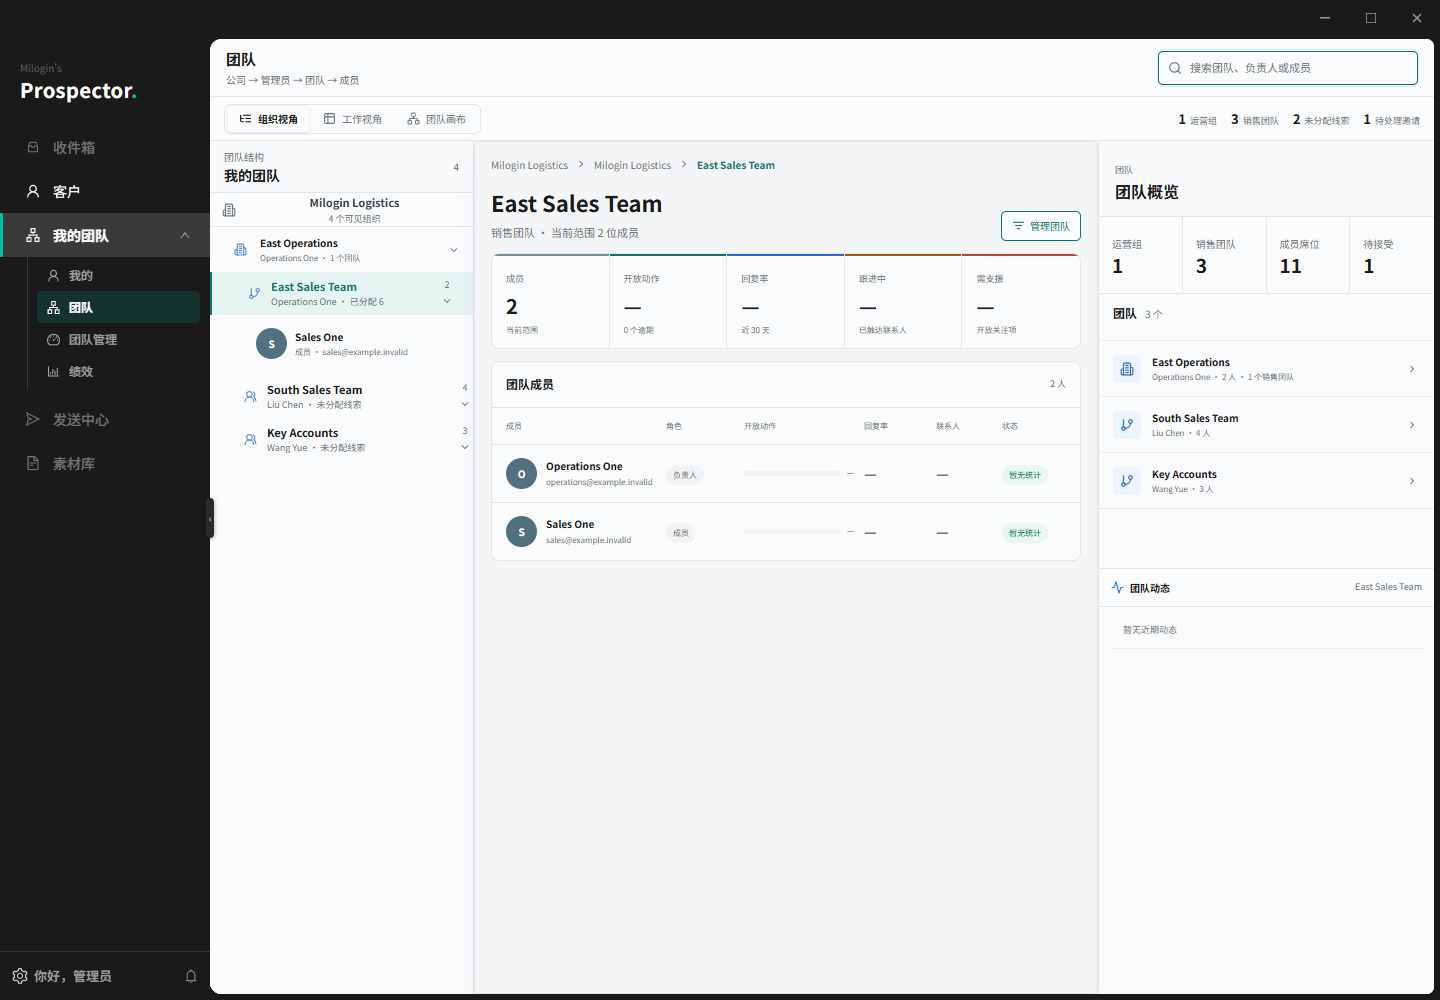 Milogin's
Prospector.
收件箱
客户
我的团队
我的
团队
团队管理
绩效
发送中心
素材库
你好，管理员
团队
公司 → 管理员 → 团队 → 成员
搜索团队、负责人或成员
组织视角
工作视角
团队画布
1 运营组 3 销售团队 2 未分配线索 1 待处理邀请
团队结构
我的团队
4
Milogin Logistics
4 个可见组织
East Operations
Operations One • 1 个团队
East Sales Team
2
Operations One • 已分配 6
S
Sales One
成员 • sales@example.invalid
South Sales Team
4
Liu Chen • 未分配线索
Key Accounts
3
Wang Yue • 未分配线索
Milogin Logistics > Milogin Logistics > East Sales Team
East Sales Team
销售团队 • 当前范围 2 位成员
管理团队
成员
2
当前范围
开放动作
—
0 个逾期
回复率
—
近 30 天
跟进中
—
已触达联系人
需支援
—
开放关注项
团队成员
2 人
成员 角色 开放动作 回复率 联系人 状态
O
Operations One
operations@example.invalid
负责人
— — —
暂无统计
S
Sales One
sales@example.invalid
成员
— — —
暂无统计
团队
团队概览
运营组
1
销售团队
3
成员席位
11
待接受
1
团队 3 个
East Operations
Operations One • 2 人 • 1 个销售团队
South Sales Team
Liu Chen • 4 人
Key Accounts
Wang Yue • 3 人
团队动态
East Sales Team
暂无近期动态